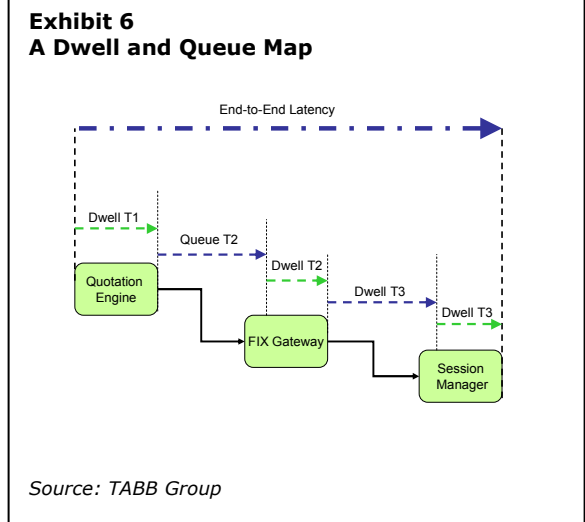 Exhibit 6
A Dwell and Queue Map
End-to-End Latency
Dwell T1
Queue T2
Dwell T2
Dwell T3
Dwell T3
Quotation
Engine
FIX Gateway
Session
Manager
Source: TABB Group